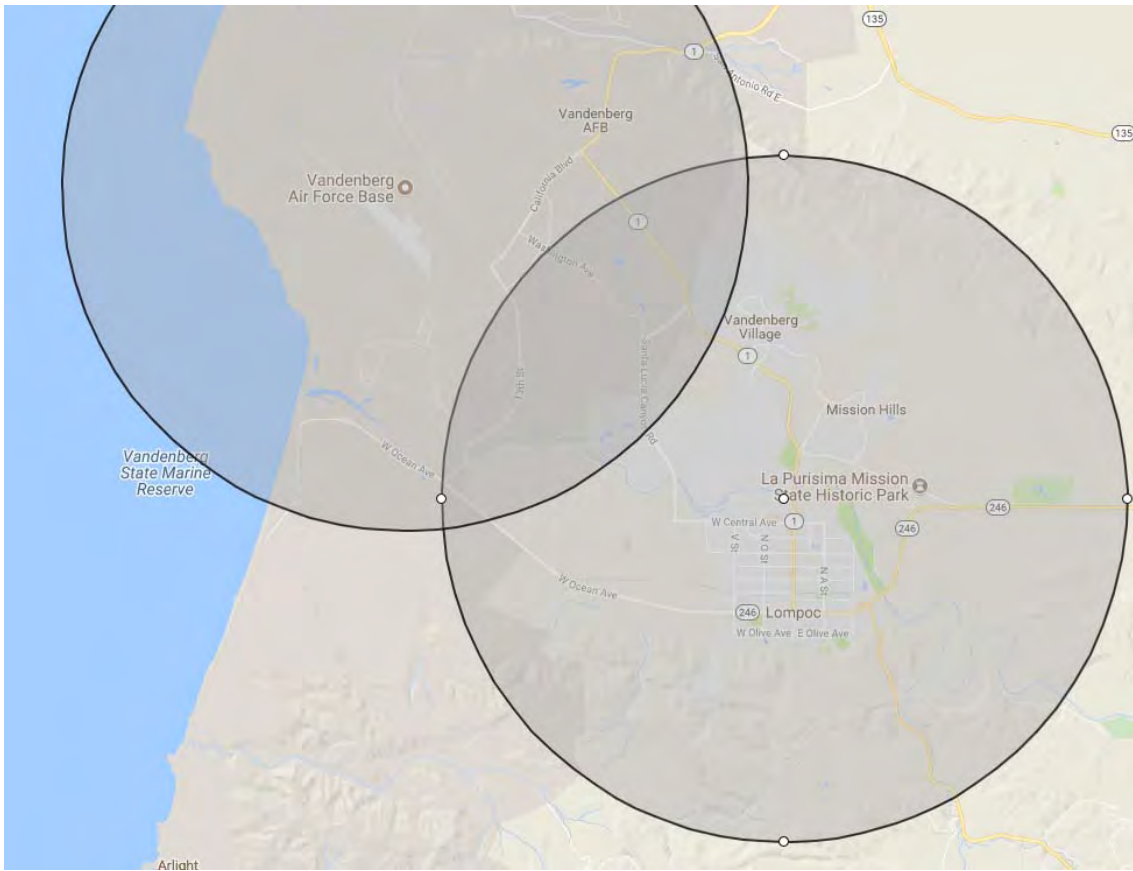 135
1
San Antonio Rd E
Vandenberg
AFB
135
California Blvd
Vandenberg
Air Force Base
1
Washington Ave
Vandenberg
Village
1
13th St
Santa Lucia Canyon Rd
Mission Hills
W Ocean Ave
Vandenberg
State Marine
Reserve
La Purisima Mission
State Historic Park
246
W Central Ave
1
246
V St
N O St
N A St
W Ocean Ave
246
Lompoc
W Olive Ave
E Olive Ave
Arlight